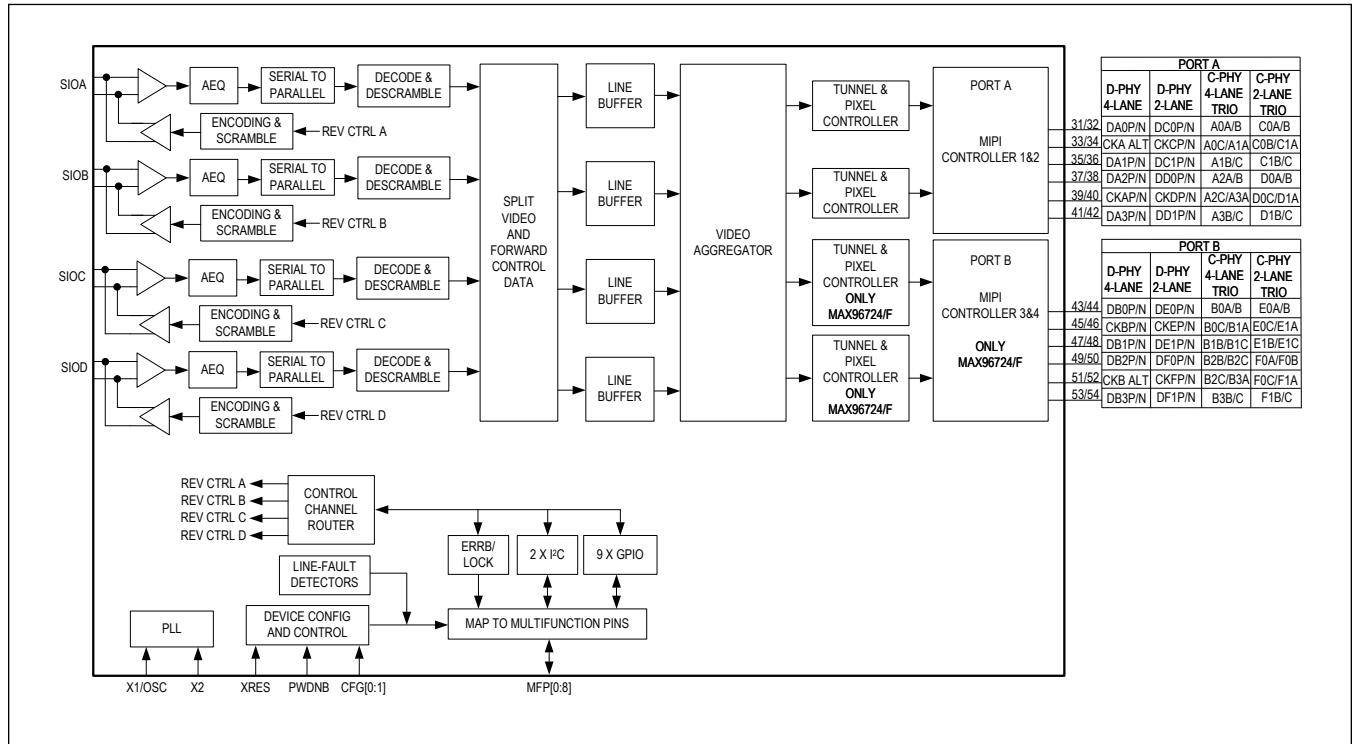 SIOA
AEQ
SERIAL TO
PARALLEL
DECODE &
DESCRAMBLE
ENCODING &
SCRAMBLE
REV CTRL A
SIOB
AEQ
SERIAL TO
PARALLEL
DECODE &
DESCRAMBLE
ENCODING &
SCRAMBLE
REV CTRL B
SIOC
AEQ
SERIAL TO
PARALLEL
DECODE &
DESCRAMBLE
ENCODING &
SCRAMBLE
REV CTRL C
SIOD
AEQ
SERIAL TO
PARALLEL
DECODE &
DESCRAMBLE
ENCODING &
SCRAMBLE
REV CTRL D
SPLIT
VIDEO
AND
FORWARD
CONTROL
DATA
LINE
BUFFER
LINE
BUFFER
LINE
BUFFER
LINE
BUFFER
VIDEO
AGGREGATOR
TUNNEL &
PIXEL
CONTROLLER
TUNNEL &
PIXEL
CONTROLLER
TUNNEL &
PIXEL
CONTROLLER
ONLY
MAX96724/F
TUNNEL &
PIXEL
CONTROLLER
ONLY
MAX96724/F
PORT A
MIPI
CONTROLLER 1&2
PORT B
MIPI
CONTROLLER 3&4
ONLY
MAX96724/F
PORT A
D-PHY 4-LANE D-PHY 2-LANE C-PHY 4-LANE TRIO C-PHY 2-LANE TRIO
31/32 DA0P/N DC0P/N A0A/B C0A/B
33/34 CKA ALT CKCP/N A0C/A1A C0B/C1A
35/36 DA1P/N DC1P/N A1B/C C1B/C
37/38 DA2P/N DD0P/N A2A/B D0A/B
39/40 CKAP/N CKDP/N A2C/A3A D0C/D1A
41/42 DA3P/N DD1P/N A3B/C D1B/C
PORT B
D-PHY 4-LANE D-PHY 2-LANE C-PHY 4-LANE TRIO C-PHY 2-LANE TRIO
43/44 DB0P/N DE0P/N B0A/B E0A/B
45/46 CKBP/N CKEP/N B0C/B1A E0C/E1A
47/48 DB1P/N DE1P/N B1B/B1C E1B/E1C
49/50 DB2P/N DF0P/N B2B/B2C F0A/F0B
51/52 CKB ALT CKFP/N B2C/B3A F0C/F1A
53/54 DB3P/N DF1P/N B3B/C F1B/C
REV CTRL A
REV CTRL B
REV CTRL C
REV CTRL D
CONTROL
CHANNEL
ROUTER
LINE-FAULT
DETECTORS
ERRB/
LOCK
2 X I²C
9 X GPIO
PLL
DEVICE CONFIG
AND CONTROL
MAP TO MULTIFUNCTION PINS
X1/OSC X2 XRES PWDNB CFG[0:1] MFP[0:8]